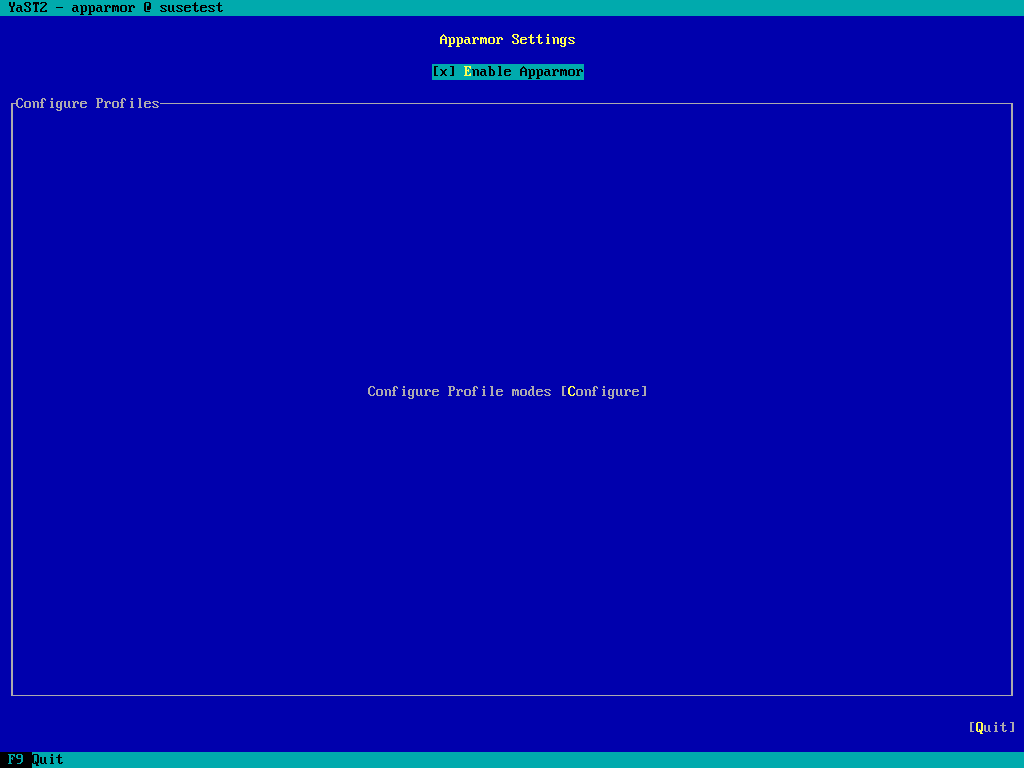 YaST2 - apparmor @ susetest
Apparmor Settings
[x] Enable Apparmor
Configure Profiles
Configure Profile modes [Configure]
[Quit]
F9 Quit